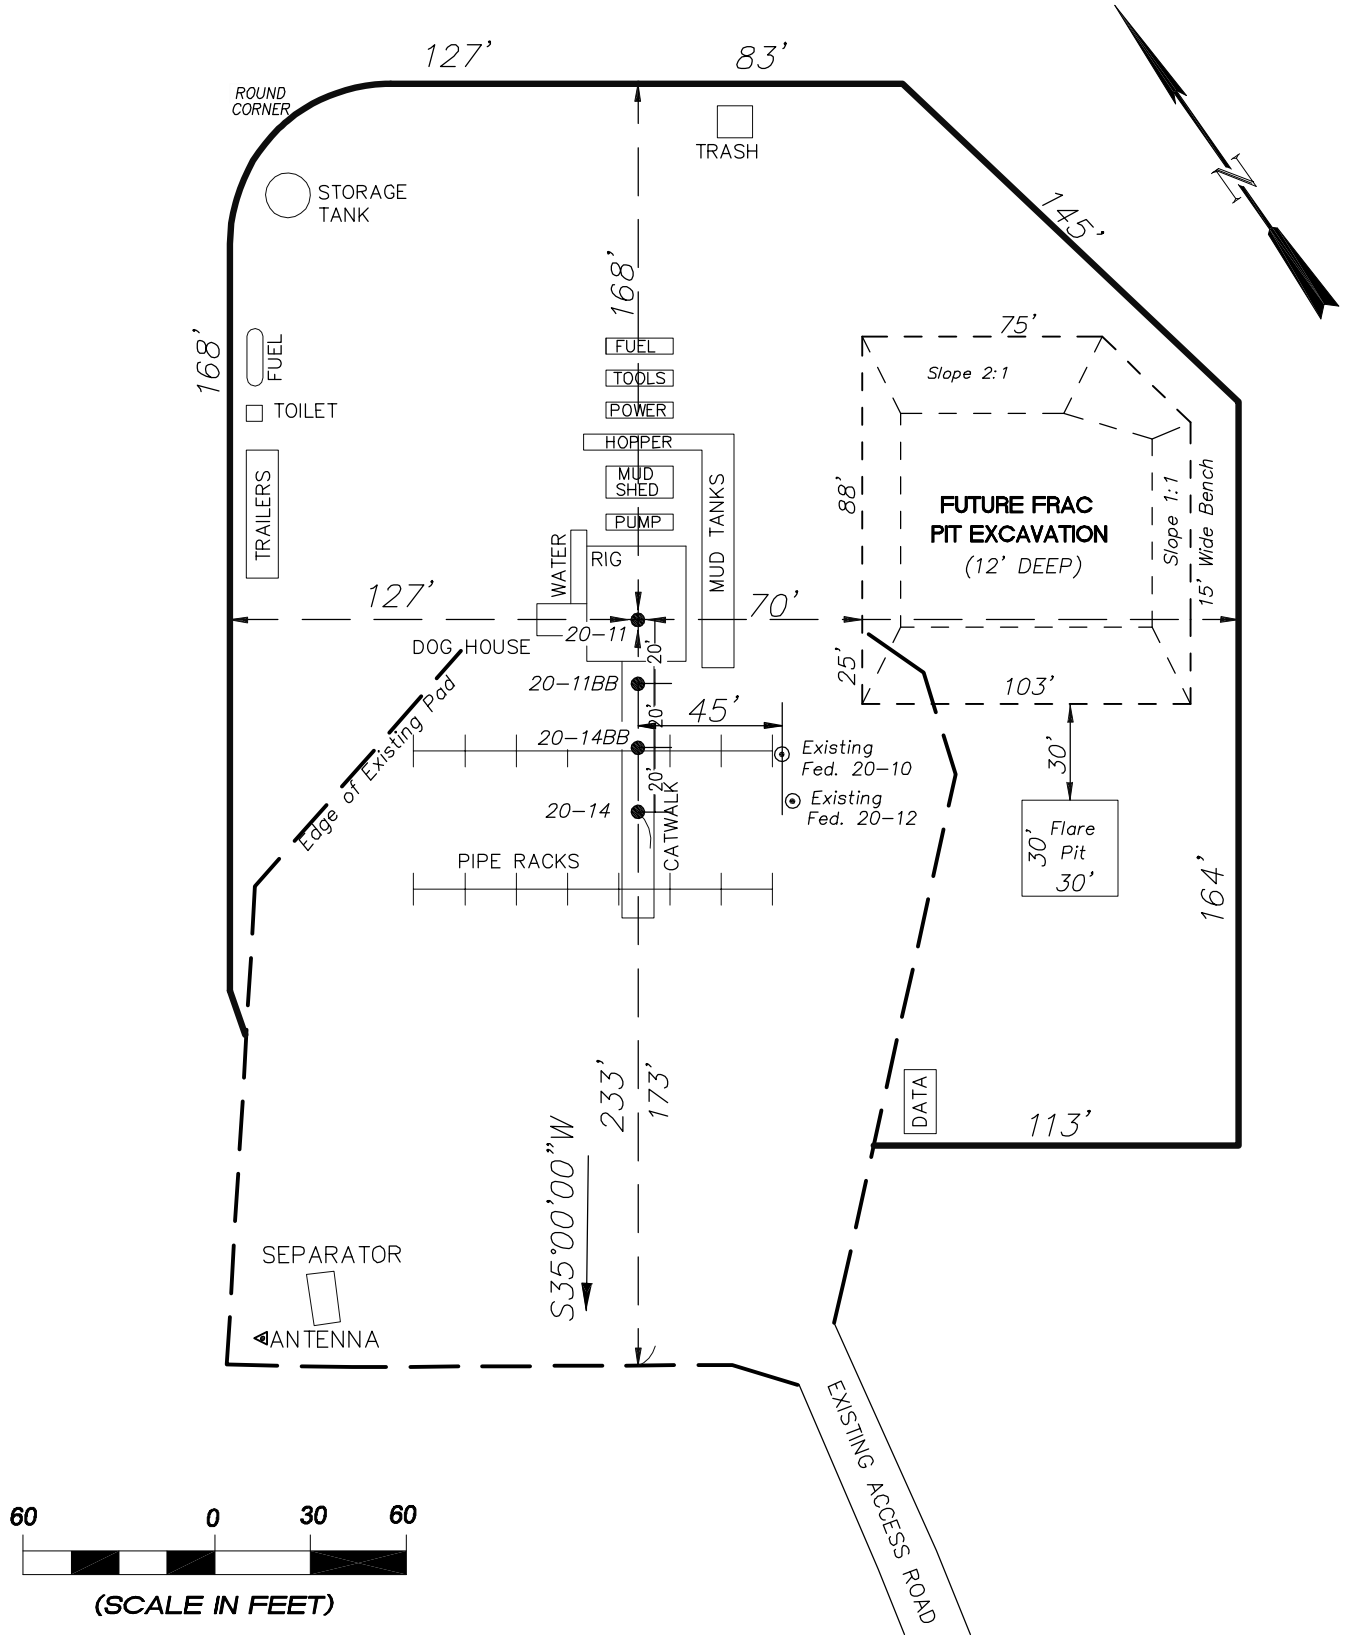 127'
83'
ROUND
CORNER
N
TRASH
STORAGE
TANK
145'
168'
168'
75'
FUEL
FUEL
Slope 2:1
TOOLS
TOILET
POWER
HOPPER
MUD
SHED
MUD TANKS
TRAILERS
88'
FUTURE FRAC
PIT EXCAVATION
(12' DEEP)
Slope 1:1
15' Wide Bench
PUMP
WATER
RIG
127'
70'
20-11
DOG HOUSE
20'
25'
20-11BB
103'
Edge of Existing Pad
45'
20'
20-14BB
Existing
Fed. 20-10
30'
20'
20-14
Existing
Fed. 20-12
CATWALK
30'
Flare
Pit
30'
PIPE RACKS
164'
233'
173'
DATA
113'
S35°00'00"W
SEPARATOR
ANTENNA
EXISTING ACCESS ROAD
60 0 30 60
(SCALE IN FEET)